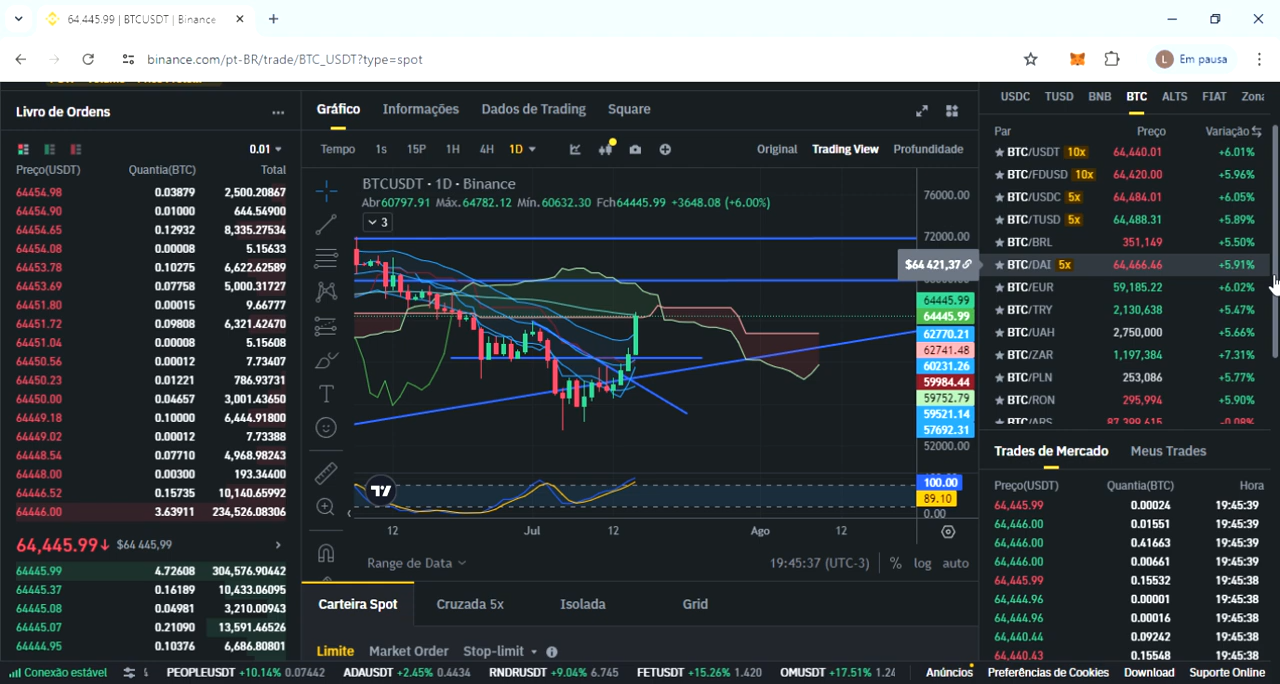 64.445.99 | BTCUSDT | Binance
binance.com/pt-BR/trade/BTC_USDT?type=spot
L Em pausa
Livro de Ordens
0.01
Preço(USDT) Quantia(BTC) Total
64454.98 0.03879 2,500.20867
64454.90 0.01000 644.54900
64454.65 0.12932 8,335.27534
64454.08 0.00008 5.15633
64453.78 0.10275 6,622.62589
64453.69 0.07758 5,000.31727
64451.80 0.00015 9.66777
64451.72 0.09808 6,321.42470
64451.04 0.00008 5.15608
64450.56 0.00012 7.73407
64450.23 0.01221 786.93731
64450.00 0.04657 3,001.43650
64449.18 0.10000 6,444.91800
64449.02 0.00012 7.73388
64448.54 0.07710 4,968.98243
64448.00 0.00300 193.34400
64446.52 0.15735 10,140.65992
64446.00 3.63911 234,526.08306
64,445.99↓ $64 445,99
64445.99 4.72608 304,576.90442
64445.37 0.16189 10,433.06095
64445.08 0.04981 3,210.00943
64445.07 0.21090 13,591.46526
64444.95 0.10376 6,686.80801
Gráfico Informações Dados de Trading Square
Tempo 1s 15P 1H 4H 1D
Original Trading View Profundidade
BTCUSDT · 1D · Binance
Abr60797.91 Máx.64782.12 Mín.60632.30 Fch64445.99 +3648.08 (+6.00%)
3
76000.00
72000.00
$64 421,37
64445.99
64445.99
62770.21
62741.48
60231.26
59984.44
59752.79
59521.14
57692.31
52000.00
100.00
89.10
0.00
12 Jul 12 Ago 12
Range de Data
19:45:37 (UTC-3) % log auto
Carteira Spot Cruzada 5x Isolada Grid
Limite Market Order Stop-limit
USDC TUSD BNB BTC ALTS FIAT Zona
Par Preço Variação
BTC/USDT 10x 64,440.01 +6.01%
BTC/FDUSD 10x 64,420.00 +5.96%
BTC/USDC 5x 64,484.01 +6.05%
BTC/TUSD 5x 64,488.31 +5.89%
BTC/BRL 351,149 +5.50%
BTC/DAI 5x 64,466.46 +5.91%
BTC/EUR 59,185.22 +6.02%
BTC/TRY 2,130,638 +5.47%
BTC/UAH 2,750,000 +5.66%
BTC/ZAR 1,197,384 +7.31%
BTC/PLN 253,086 +5.77%
BTC/RON 295,994 +5.90%
BTC/ARS 87,399,615 -0.08%
Trades de Mercado Meus Trades
Preço(USDT) Quantia(BTC) Hora
64,445.99 0.00024 19:45:39
64,446.00 0.01551 19:45:39
64,446.00 0.41663 19:45:39
64,446.00 0.00661 19:45:39
64,445.99 0.15532 19:45:38
64,444.96 0.00001 19:45:38
64,444.96 0.00016 19:45:38
64,440.44 0.09242 19:45:38
64,440.43 0.15548 19:45:38
Conexão estável PEOPLEUSDT +10.14% 0.07442 ADAUSDT +2.45% 0.4434 RNDRUSDT +9.04% 6.745 FETUSDT +15.26% 1.420 OMUSDT +17.51% 1.24 Anúncios Preferências de Cookies Download Suporte Online